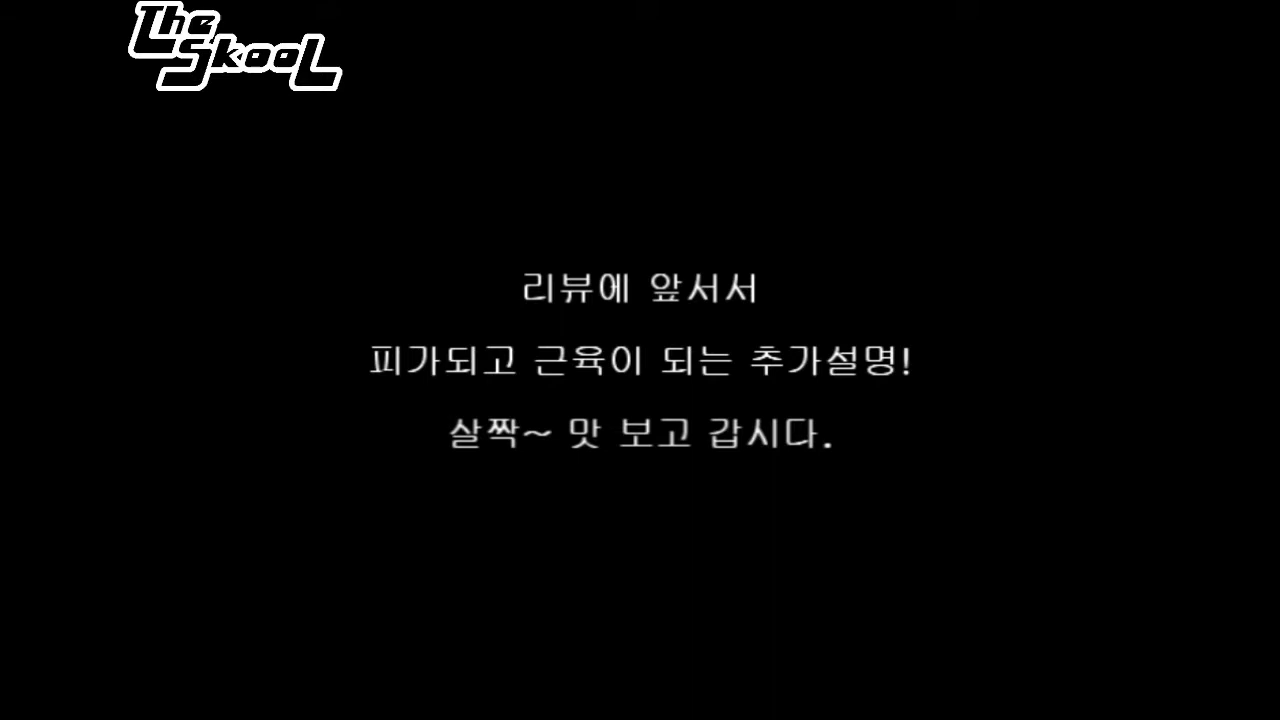 The
Skool
리뷰에 앞서서
피가되고 근육이 되는 추가설명!
살짝~ 맛 보고 갑시다.